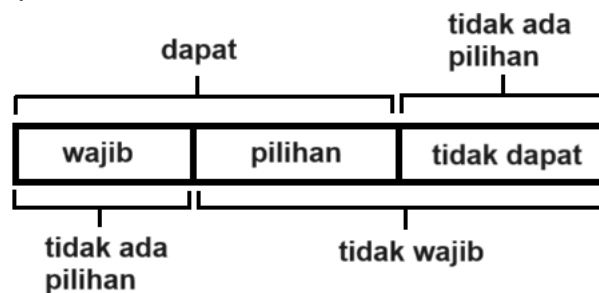 tidak ada
pilihan
dapat
wajib
pilihan
tidak dapat
tidak ada
pilihan
tidak wajib